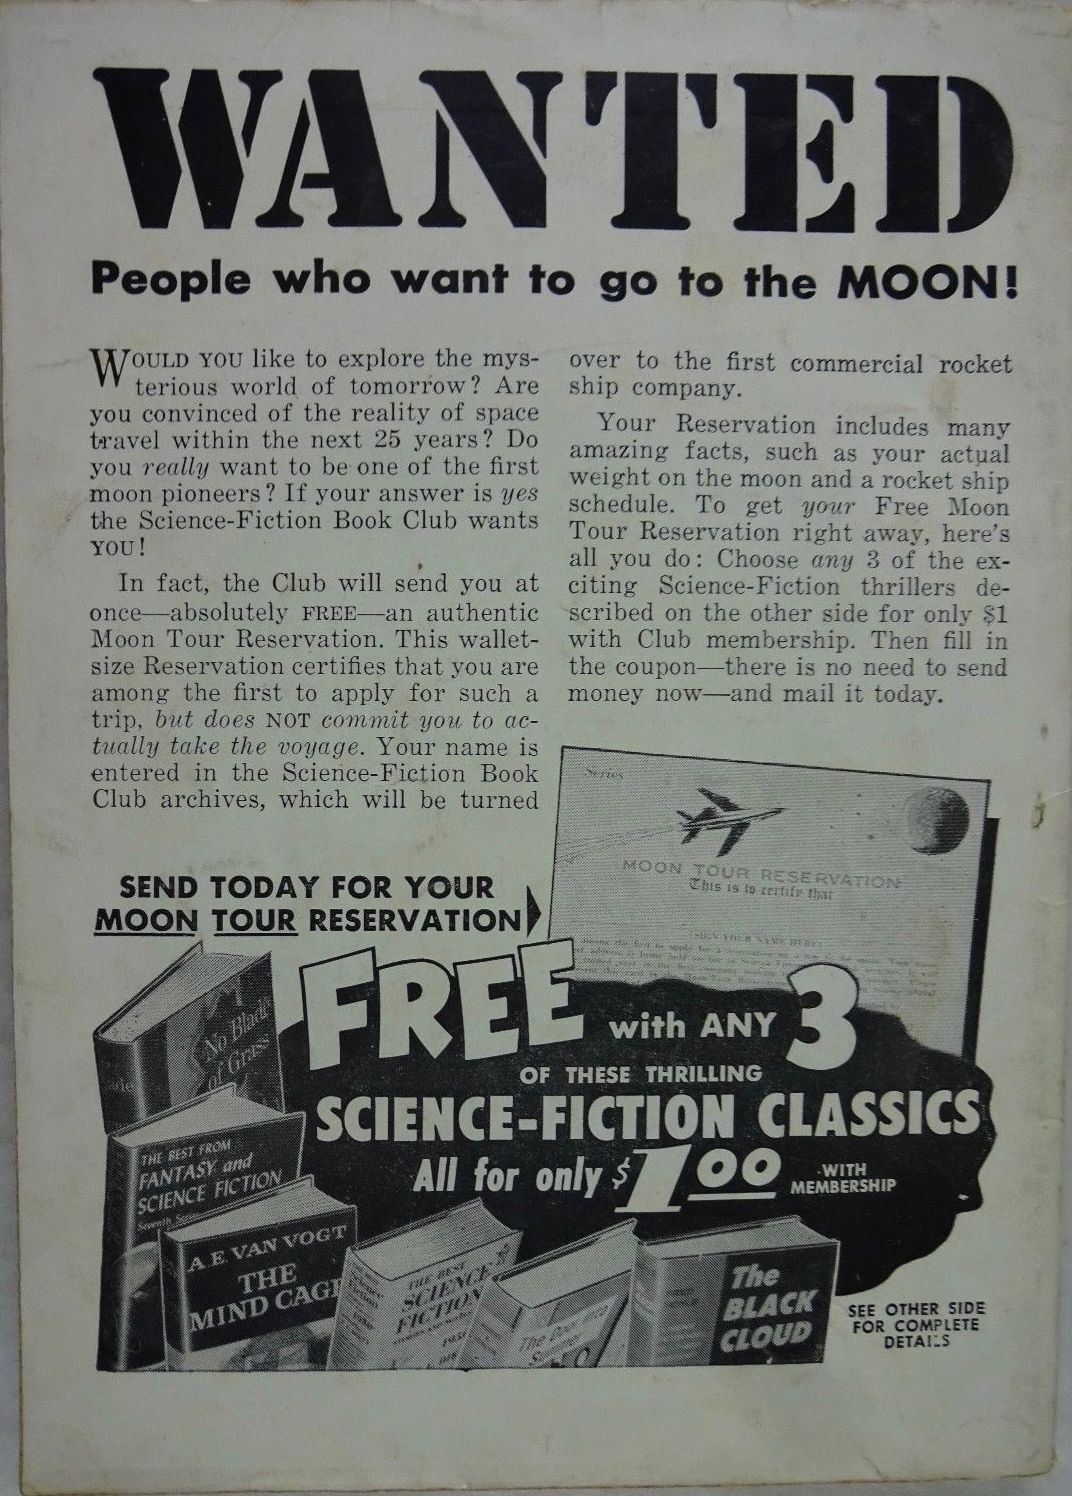 WANTED
People who want to go to the MOON!
WOULD YOU like to explore the mys-
terious world of tomorrow? Are
you convinced of the reality of space
travel within the next 25 years? Do
you really want to be one of the first
moon pioneers? If your answer is yes
the Science-Fiction Book Club wants
YOU!
In fact, the Club will send you at
once—absolutely FREE—an authentic
Moon Tour Reservation. This wallet-
size Reservation certifies that you are
among the first to apply for such a
trip, but does NOT commit you to ac-
tually take the voyage. Your name is
entered in the Science-Fiction Book
Club archives, which will be turned
over to the first commercial rocket
ship company.
Your Reservation includes many
amazing facts, such as your actual
weight on the moon and a rocket ship
schedule. To get your Free Moon
Tour Reservation right away, here's
all you do: Choose any 3 of the ex-
citing Science-Fiction thrillers de-
scribed on the other side for only $1
with Club membership. Then fill in
the coupon—there is no need to send
money now—and mail it today.
SEND TODAY FOR YOUR
MOON TOUR RESERVATION
Series
MOON TOUR RESERVATION
This is to certify that
SIGN YOUR NAME HERE
FREE with ANY 3
OF THESE THRILLING
SCIENCE-FICTION CLASSICS
All for only $1.00 WITH
MEMBERSHIP
No Blade
of Grass
THE BEST FROM
FANTASY and
SCIENCE FICTION
Seventh Series
A.E. VAN VOGT
THE
MIND CAGE
THE BEST
SCIENCE
FICTION
The Door into
Summer
The
BLACK
CLOUD
SEE OTHER SIDE
FOR COMPLETE
DETAILS